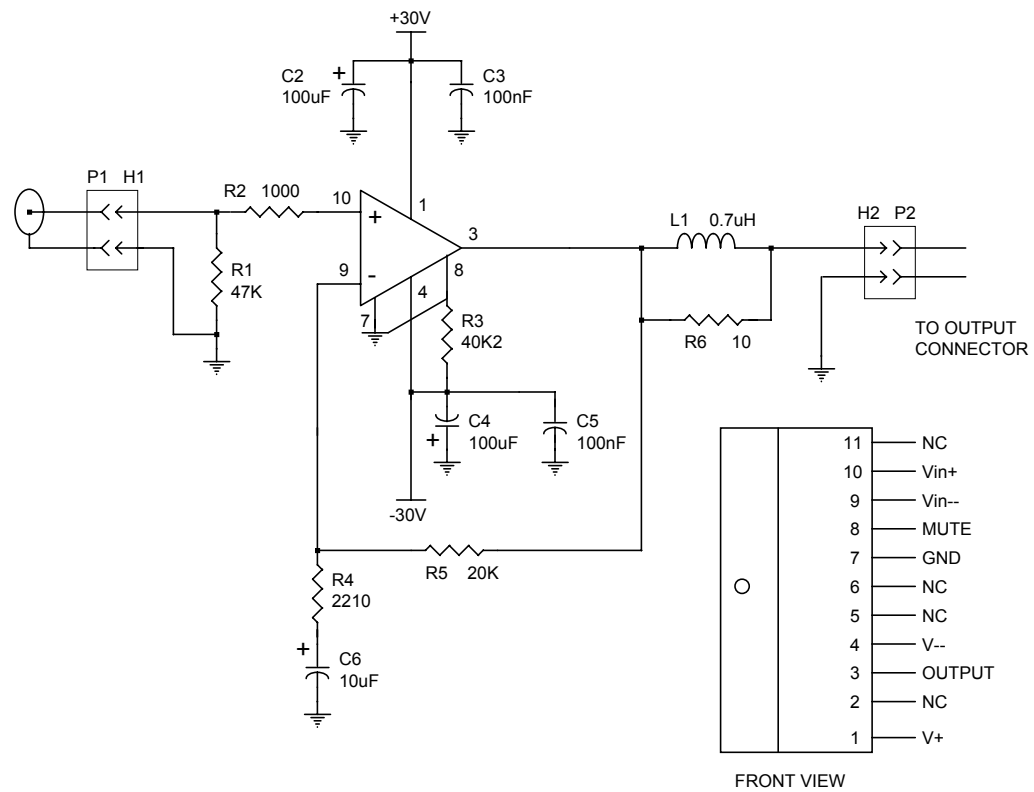 +30V
C2
100uF
+
C3
100nF
P1 H1
R2 1000
10
+
1
3
L1 0.7uH
H2 P2
R1
47K
9
-
4
8
7
R3
40K2
R6 10
TO OUTPUT
CONNECTOR
C4
100uF
+
C5
100nF
-30V
R5 20K
R4
2210
+
C6
10uF
11 NC
10 Vin+
9 Vin--
8 MUTE
7 GND
6 NC
5 NC
4 V--
3 OUTPUT
2 NC
1 V+
FRONT VIEW